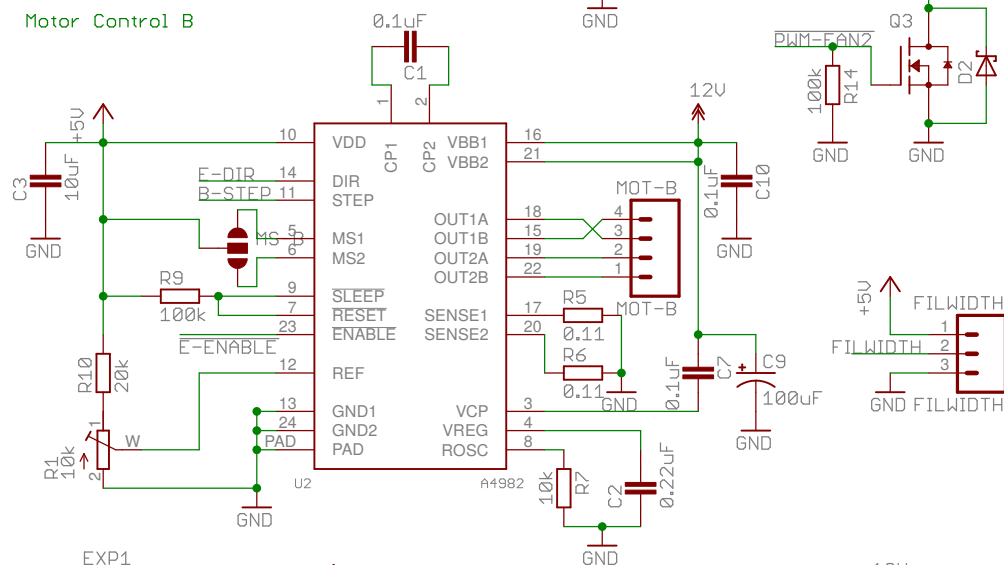 Motor Control B
0.1uF
C1
GND
PWM-FAN2
Q3
100k
R14
D2
GND
GND
+5V
12V
1
2
10
VDD
CP1
CP2
VBB1
16
VBB2
21
C3
10uF
GND
E-DIR
14
DIR
B-STEP
11
STEP
0.1uF
C10
GND
MOT-B
OUT1A
18
4
MS B
5
MS1
OUT1B
15
3
6
MS2
OUT2A
19
2
OUT2B
22
1
MOT-B
R9
100k
9
SLEEP
7
RESET
SENSE1
17
R5
0.11
E-ENABLE
23
ENABLE
SENSE2
20
R6
0.11
GND
+5V
FILWIDTH
1
FILWIDTH
2
3
GND
FILWIDTH
R10
20k
12
REF
0.1uF
C7
C9
+
100uF
GND
13
GND1
VCP
3
24
GND2
VREG
4
PAD
PAD
ROSC
8
R1
10k
1
W
2
U2
A4982
GND
10k
R7
C2
0.22uF
GND
EXP1